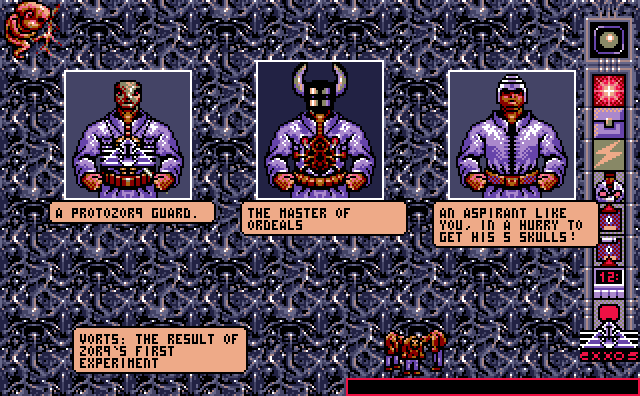 A PROTOZORQ GUARD.
THE MASTER OF
ORDEALS
AN ASPIRANT LIKE
YOU, IN A HURRY TO
GET HIS 5 SKULLS!
VORTS: THE RESULT OF
ZORQ'S FIRST
EXPERIMENT
12:
EXXOS